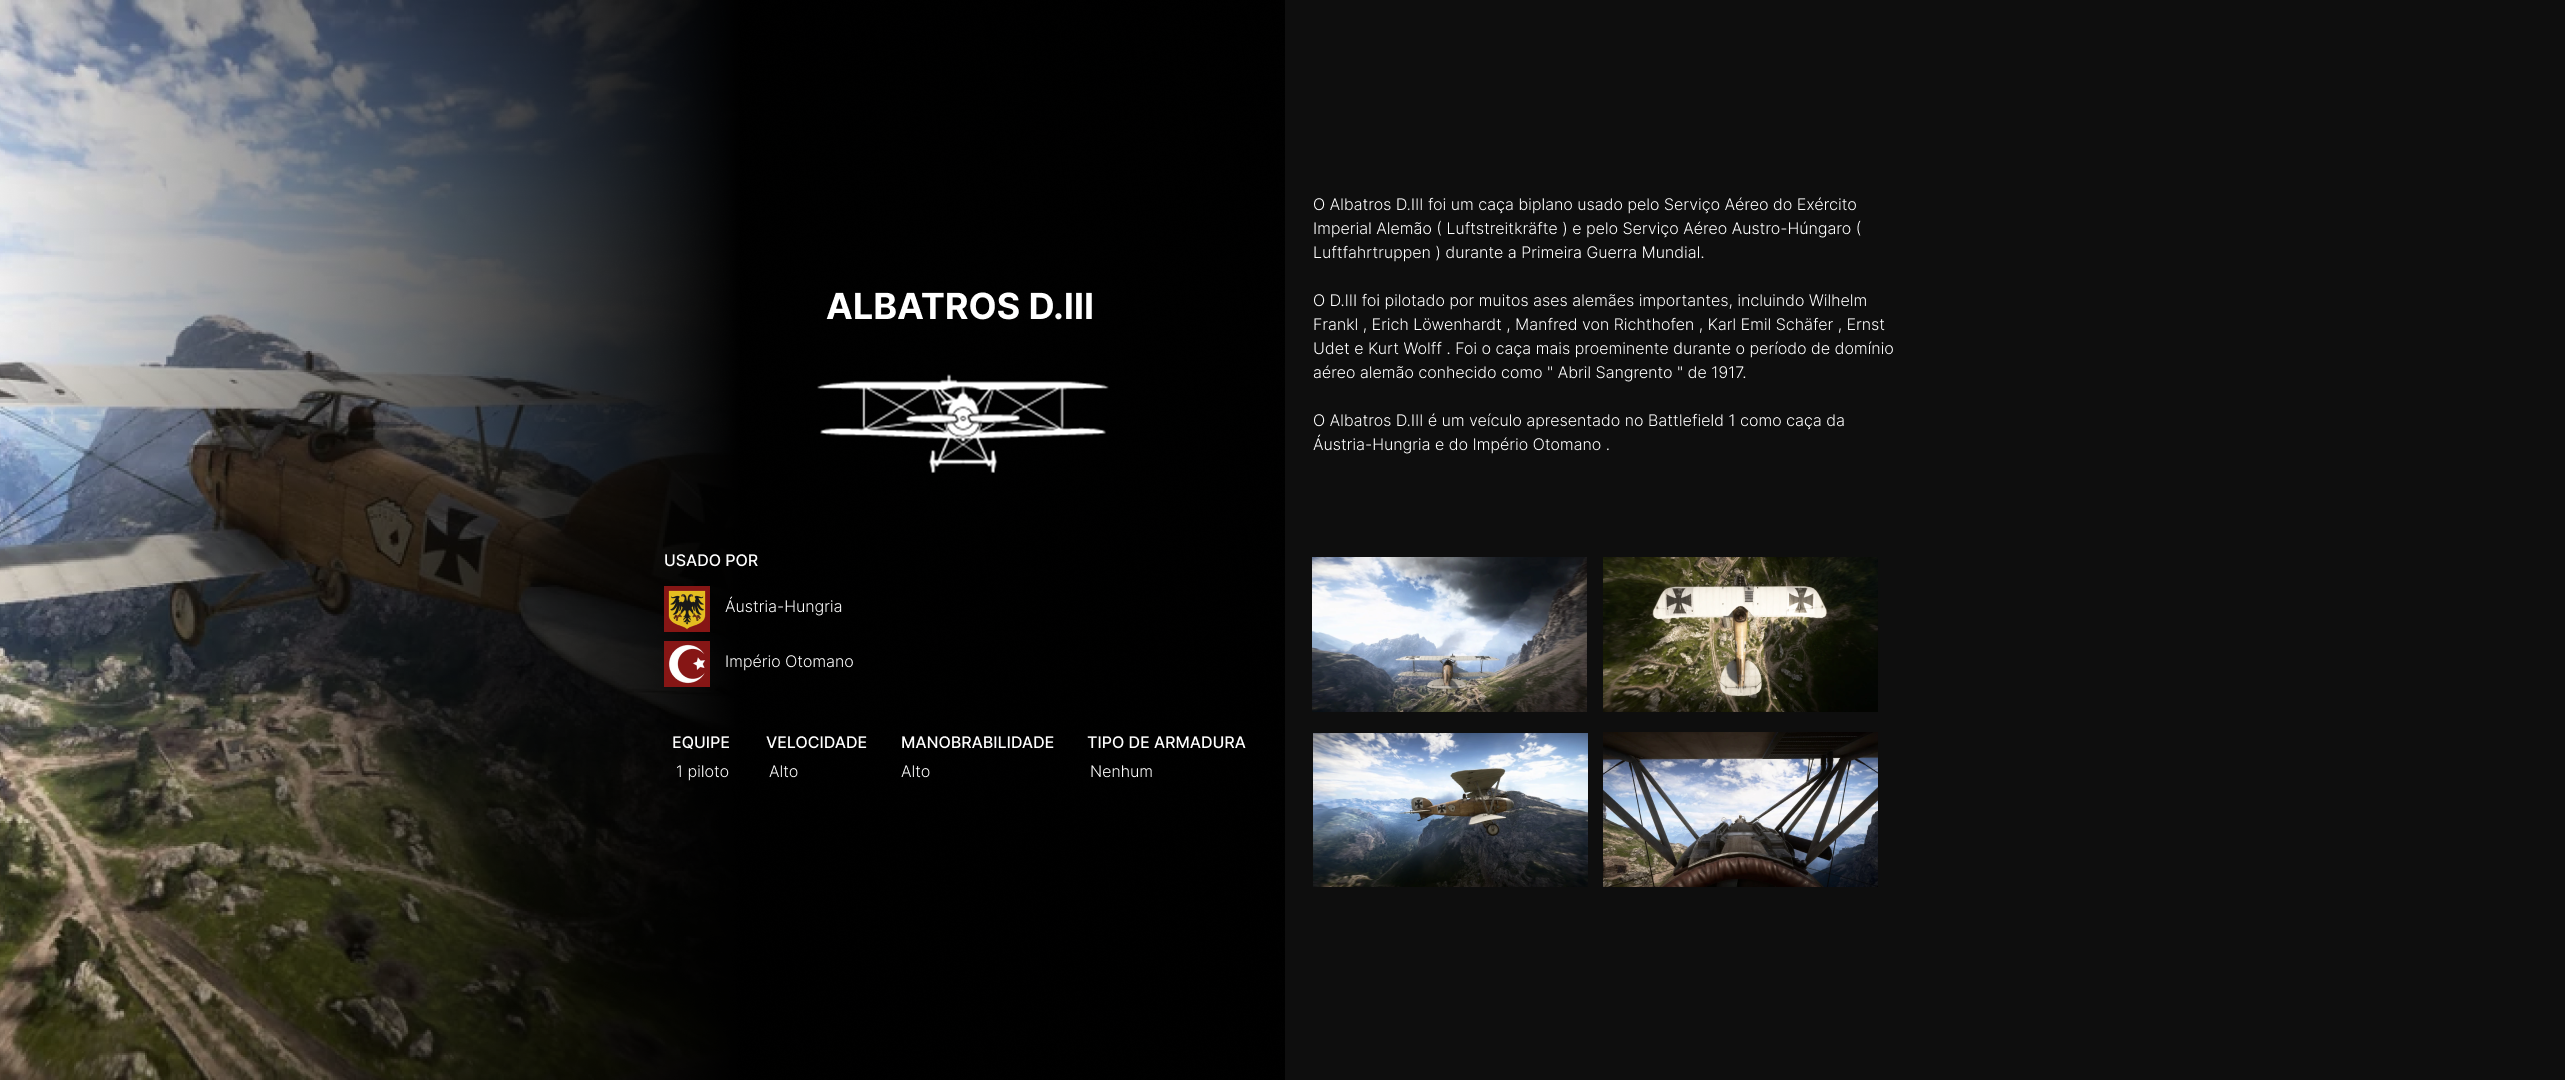 ALBATROS D.III
USADO POR
Áustria-Hungria
Império Otomano
EQUIPE VELOCIDADE MANOBRABILIDADE TIPO DE ARMADURA
1 piloto Alto Alto Nenhum
O Albatros D.III foi um caça biplano usado pelo Serviço Aéreo do Exército
Imperial Alemão ( Luftstreitkräfte ) e pelo Serviço Aéreo Austro-Húngaro (
Luftfahrtruppen ) durante a Primeira Guerra Mundial.
O D.III foi pilotado por muitos ases alemães importantes, incluindo Wilhelm
Frankl , Erich Löwenhardt , Manfred von Richthofen , Karl Emil Schäfer , Ernst
Udet e Kurt Wolff . Foi o caça mais proeminente durante o período de domínio
aéreo alemão conhecido como " Abril Sangrento " de 1917.
O Albatros D.III é um veículo apresentado no Battlefield 1 como caça da
Áustria-Hungria e do Império Otomano .